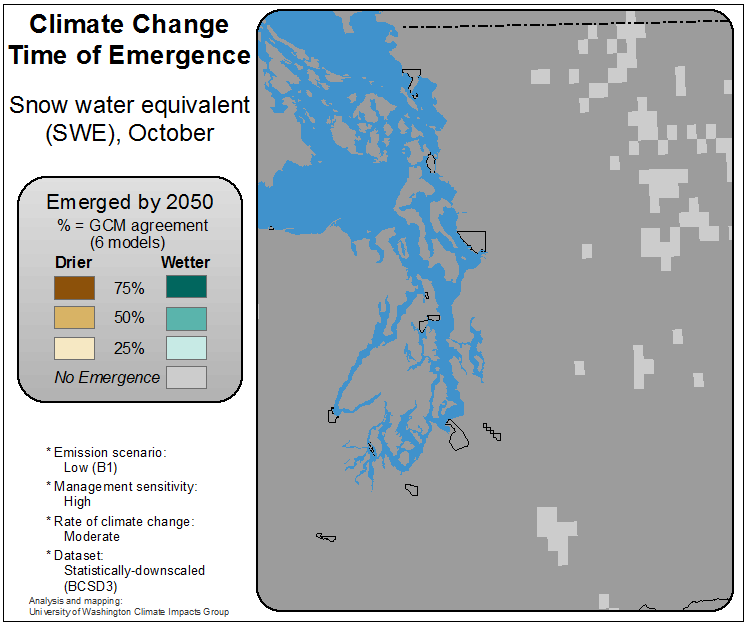 Climate Change
Time of Emergence
Snow water equivalent
(SWE), October
Emerged by 2050
% = GCM agreement
(6 models)
Drier Wetter
75%
50%
25%
No Emergence
* Emission scenario:
Low (B1)
* Management sensitivity:
High
* Rate of climate change:
Moderate
* Dataset:
Statistically-downscaled
(BCSD3)
Analysis and mapping:
University of Washington Climate Impacts Group